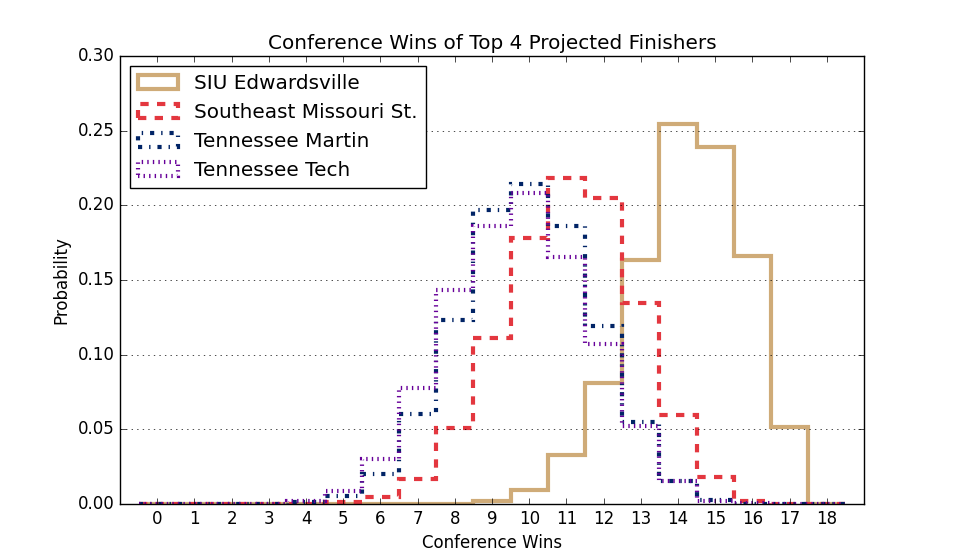 Conference Wins of Top 4 Projected Finishers
0.30
0.25
0.20
0.15
0.10
0.05
0.00
Probability
SIU Edwardsville
Southeast Missouri St.
Tennessee Martin
Tennessee Tech
0 1 2 3 4 5 6 7 8 9 10 11 12 13 14 15 16 17 18
Conference Wins